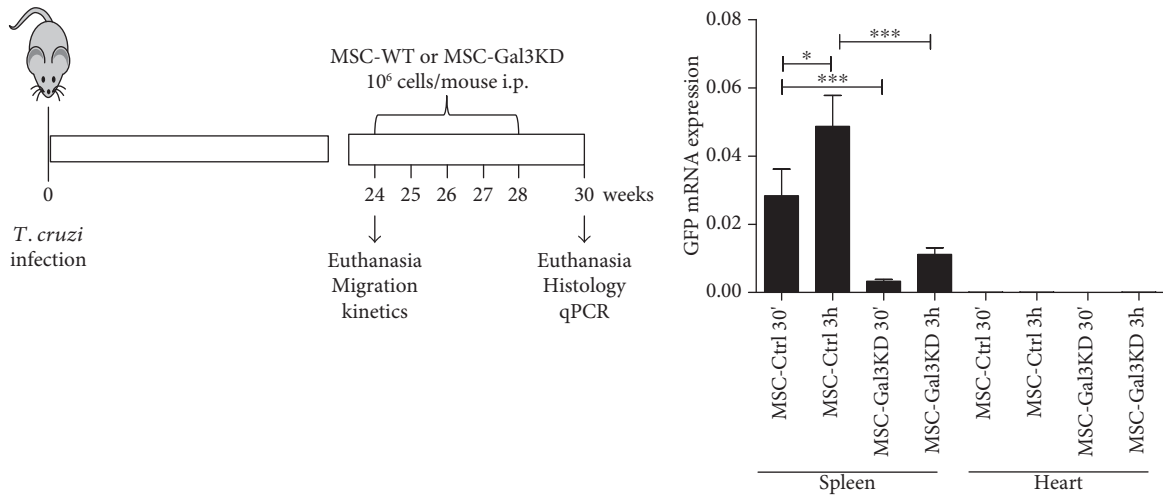 MSC-WT or MSC-Gal3KD
10⁶ cells/mouse i.p.
0
24
25
26
27
28
30 weeks
T. cruzi
infection
Euthanasia
Migration
kinetics
Euthanasia
Histology
qPCR
GFP mRNA expression
0.08
0.06
0.04
0.02
0.00
***
*
***
MSC-Ctrl 30'
MSC-Ctrl 3h
MSC-Gal3KD 30'
MSC-Gal3KD 3h
MSC-Ctrl 30'
MSC-Ctrl 3h
MSC-Gal3KD 30'
MSC-Gal3KD 3h
Spleen
Heart